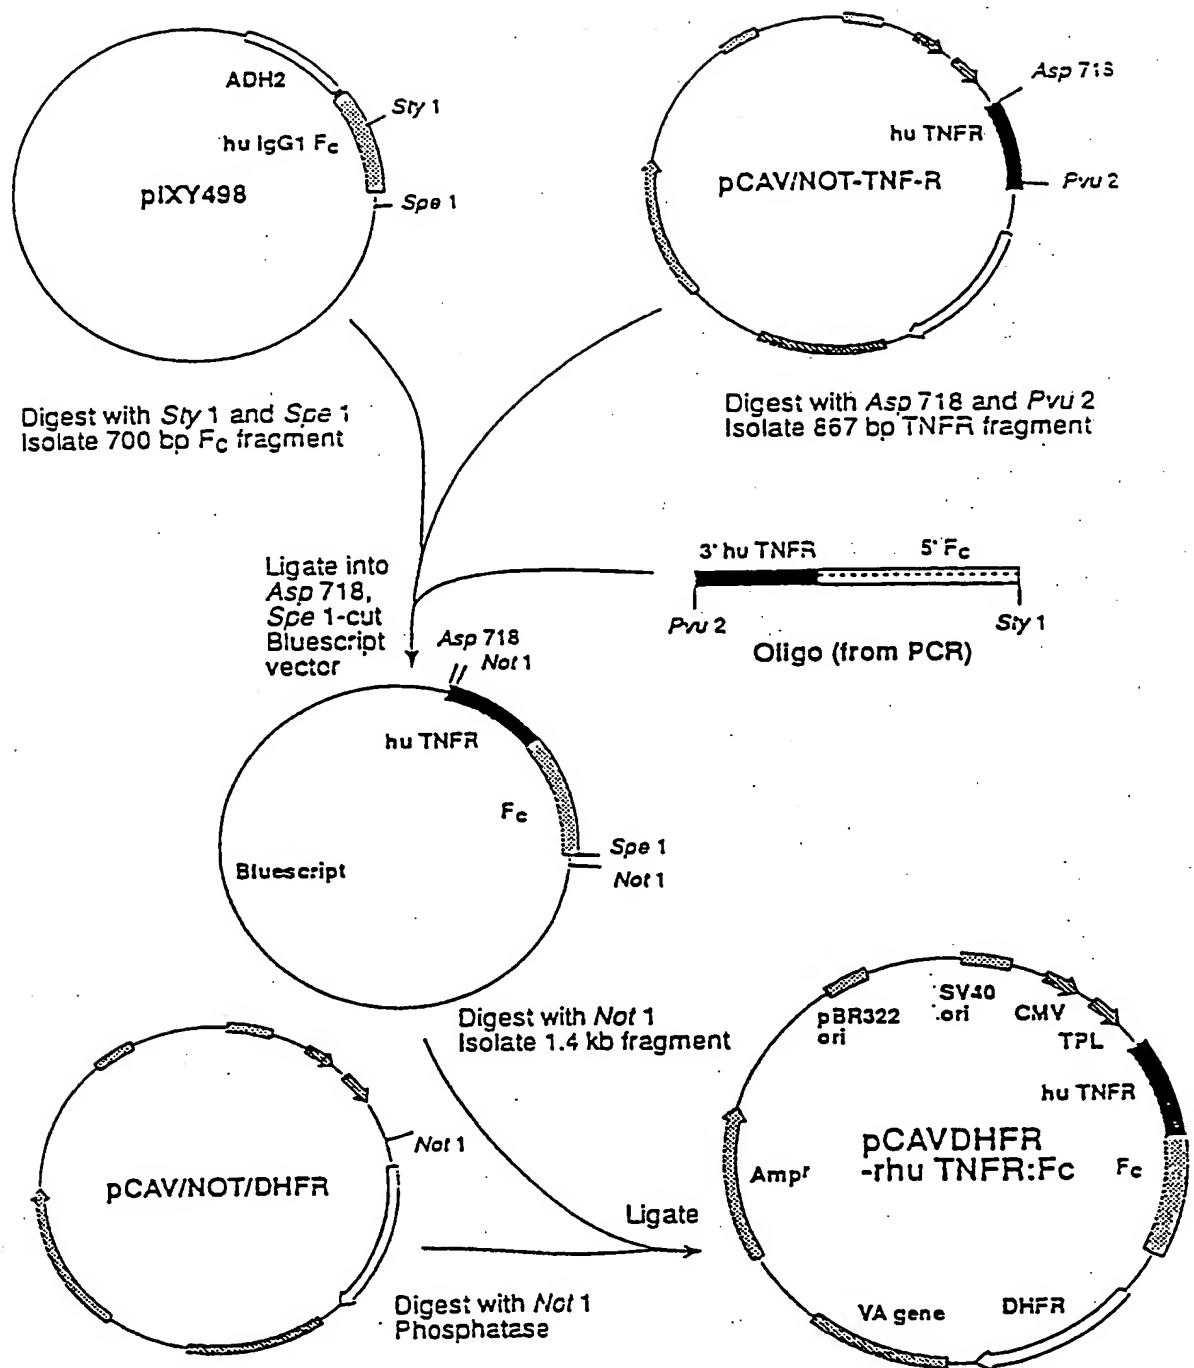 ADH2
Sty 1
hu IgG1 Fc
pIXY498
Spe 1
Asp 718
hu TNFR
pCAV/NOT-TNF-R
Pvu 2
Digest with Sty 1 and Spe 1
Isolate 700 bp Fc fragment
Digest with Asp 718 and Pvu 2
Isolate 867 bp TNFR fragment
3' hu TNFR
5' Fc
Pvu 2
Sty 1
Oligo (from PCR)
Ligate into
Asp 718,
Spe 1-cut
Bluescript
vector
Asp 718
Not 1
hu TNFR
Fc
Spe 1
Not 1
Bluescript
Digest with Not 1
Isolate 1.4 kb fragment
pBR322
ori
SV40
ori
CMV
TPL
hu TNFR
pCAVDHFR
-rhu TNFR:Fc
Fc
Ampr
VA gene
DHFR
Not 1
pCAV/NOT/DHFR
Ligate
Digest with Not 1
Phosphatase